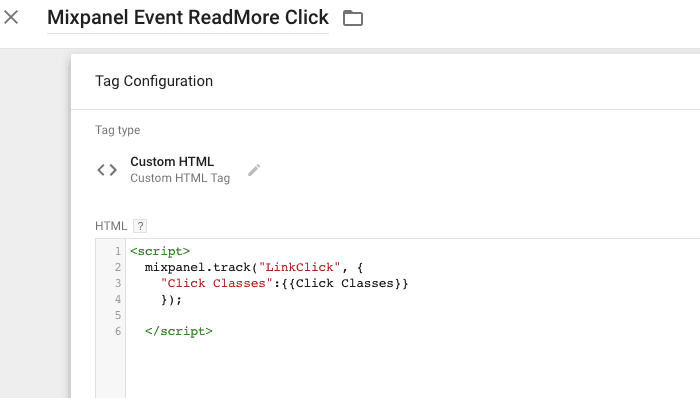 Mixpanel Event ReadMore Click
Tag Configuration
Tag type
Custom HTML
Custom HTML Tag
HTML ?
1 <script>
2 mixpanel.track("LinkClick", {
3 "Click Classes":{{Click Classes}}
4 });
5
6 </script>